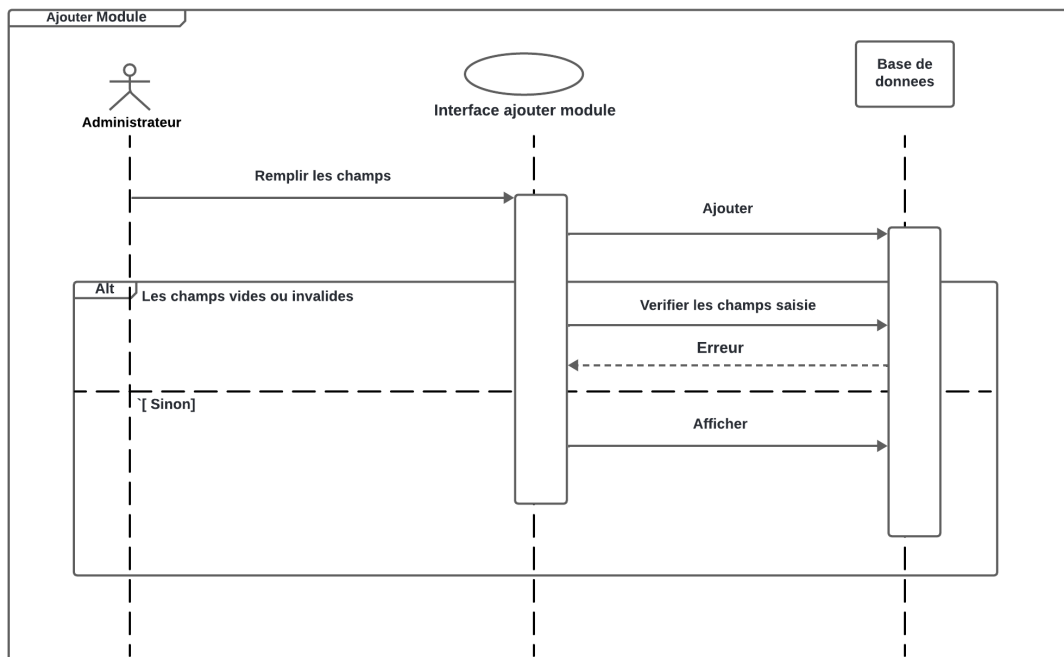 Ajouter Module
Base de
donnees
Interface ajouter module
Administrateur
Remplir les champs
Ajouter
Alt
Les champs vides ou invalides
Verifier les champs saisie
Erreur
`[ Sinon]
Afficher